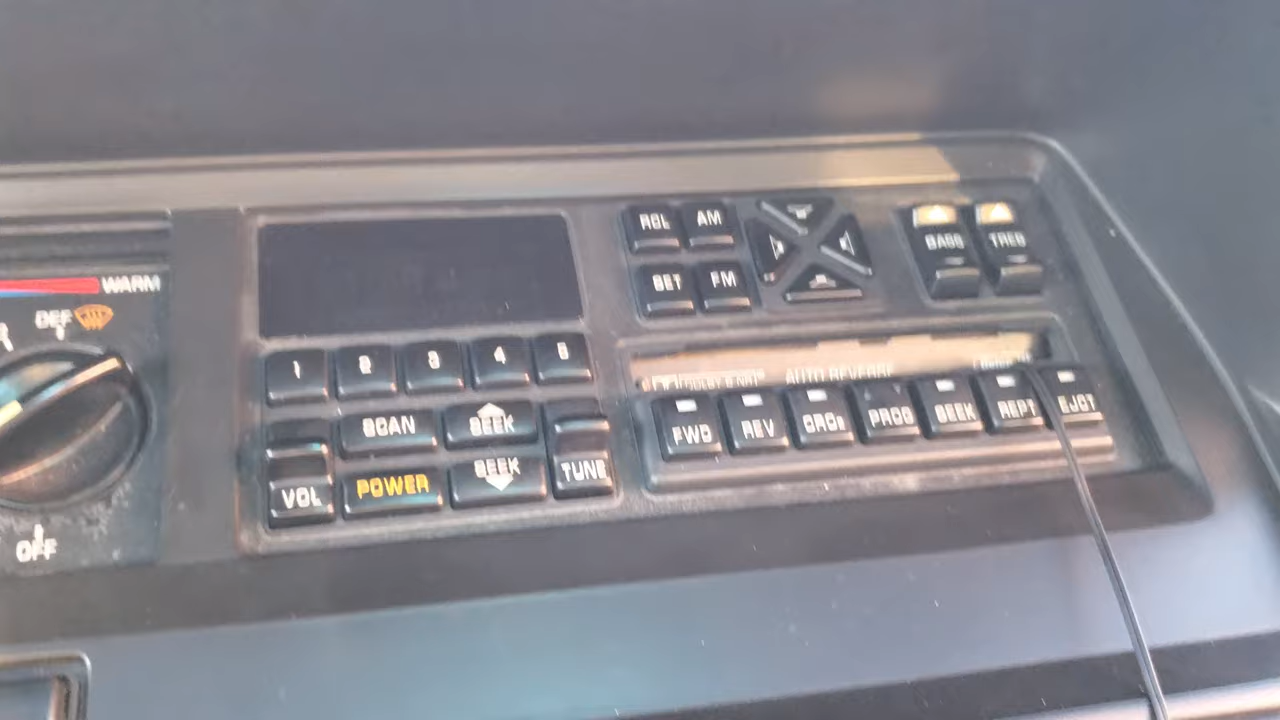 WARM
DEF
OFF
RCL AM
SET FM
BASS TREB
1 2 3 4 5
SCAN SEEK
VOL POWER SEEK TUNE
AUTO REVERSE
FWD REV CRO2 PROG SEEK REPT EJCT